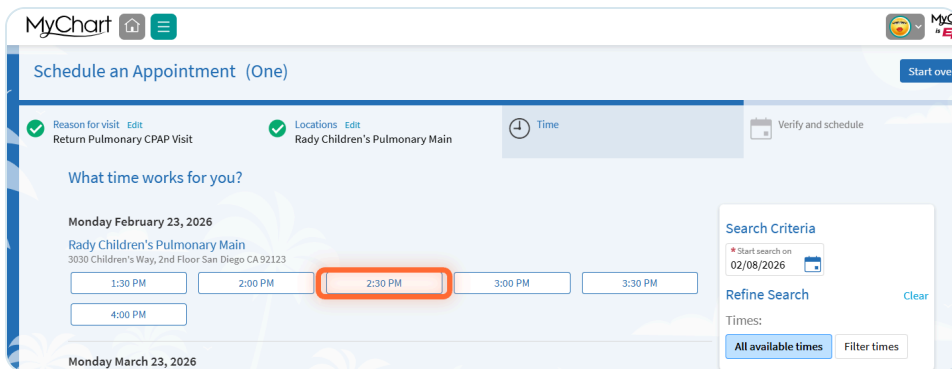 MyChart
Schedule an Appointment (One)
Start over
Reason for visit Edit
Return Pulmonary CPAP Visit
Locations Edit
Rady Children's Pulmonary Main
Time
Verify and schedule
What time works for you?
Monday February 23, 2026
Rady Children's Pulmonary Main
3030 Children's Way, 2nd Floor San Diego CA 92123
1:30 PM
2:00 PM
2:30 PM
3:00 PM
3:30 PM
4:00 PM
Monday March 23, 2026
Search Criteria
*Start search on
02/08/2026
Refine Search
Clear
Times:
All available times
Filter times